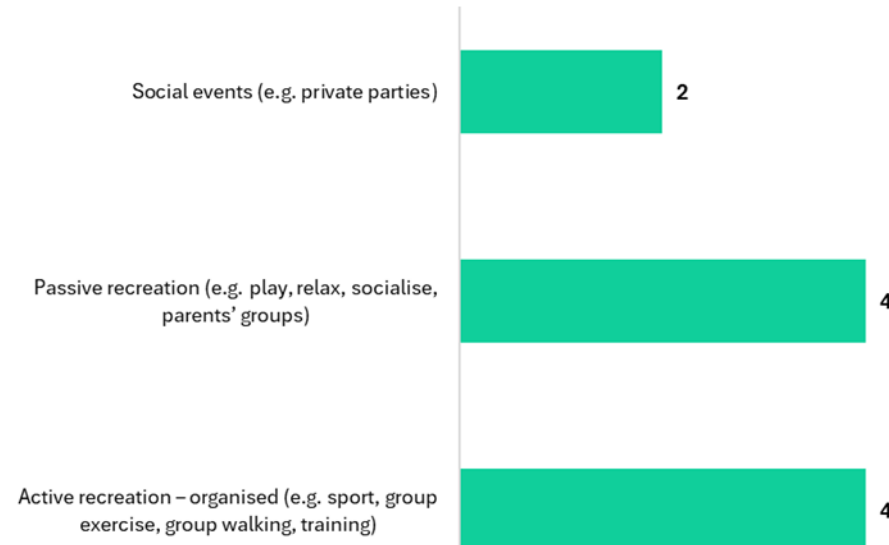 Social events (e.g. private parties)
2
Passive recreation (e.g. play, relax, socialise,
parents’ groups)
4
Active recreation – organised (e.g. sport, group
exercise, group walking, training)
4